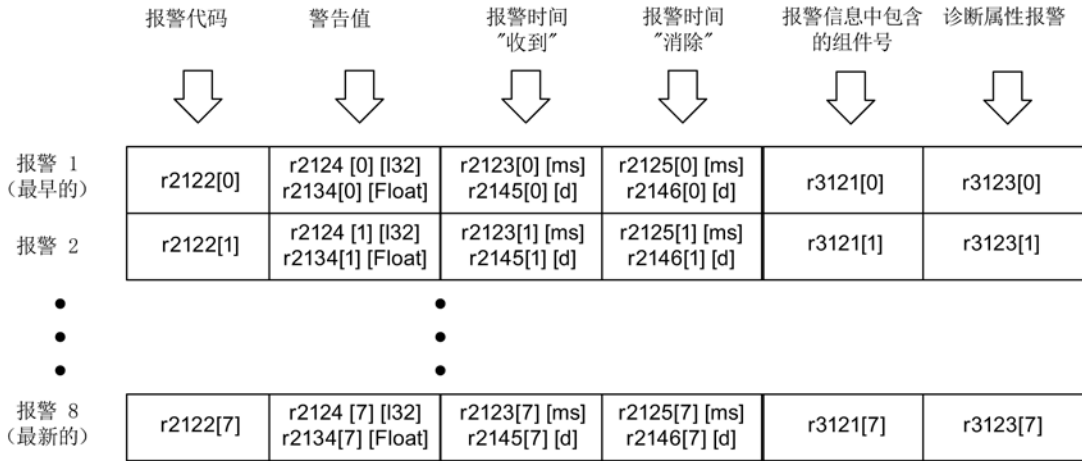 报警代码
警告值
报警时间
"收到"
报警时间
"消除"
报警信息中包含
的组件号
诊断属性报警
报警 1
(最早的)
r2122[0]
r2124 [0] [I32]
r2134[0] [Float]
r2123[0] [ms]
r2145[0] [d]
r2125[0] [ms]
r2146[0] [d]
r3121[0]
r3123[0]
报警 2
r2122[1]
r2124 [1] [I32]
r2134[1] [Float]
r2123[1] [ms]
r2145[1] [d]
r2125[1] [ms]
r2146[1] [d]
r3121[1]
r3123[1]
报警 8
(最新的)
r2122[7]
r2124 [7] [I32]
r2134[7] [Float]
r2123[7] [ms]
r2145[7] [d]
r2125[7] [ms]
r2146[7] [d]
r3121[7]
r3123[7]